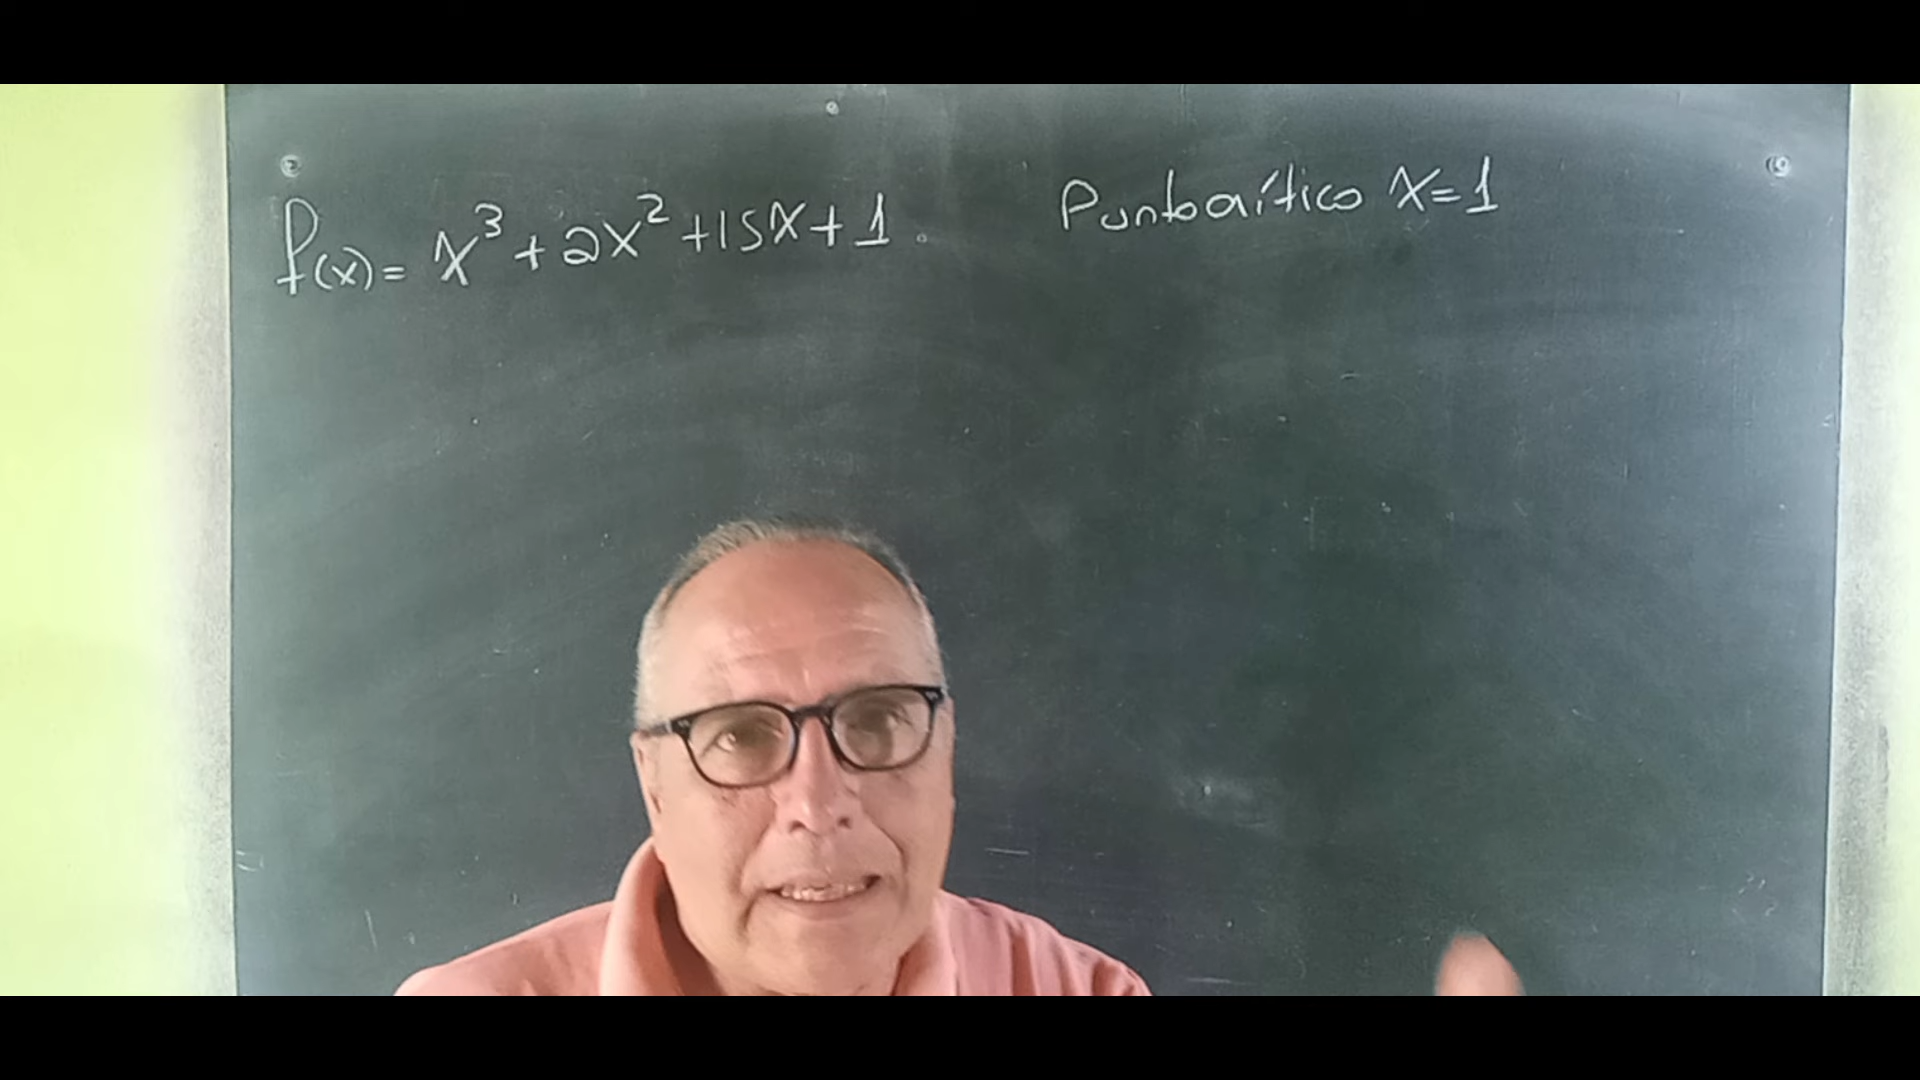 f(x) = x³ + 2x² + 15x + 1.
Punto crítico x = 1